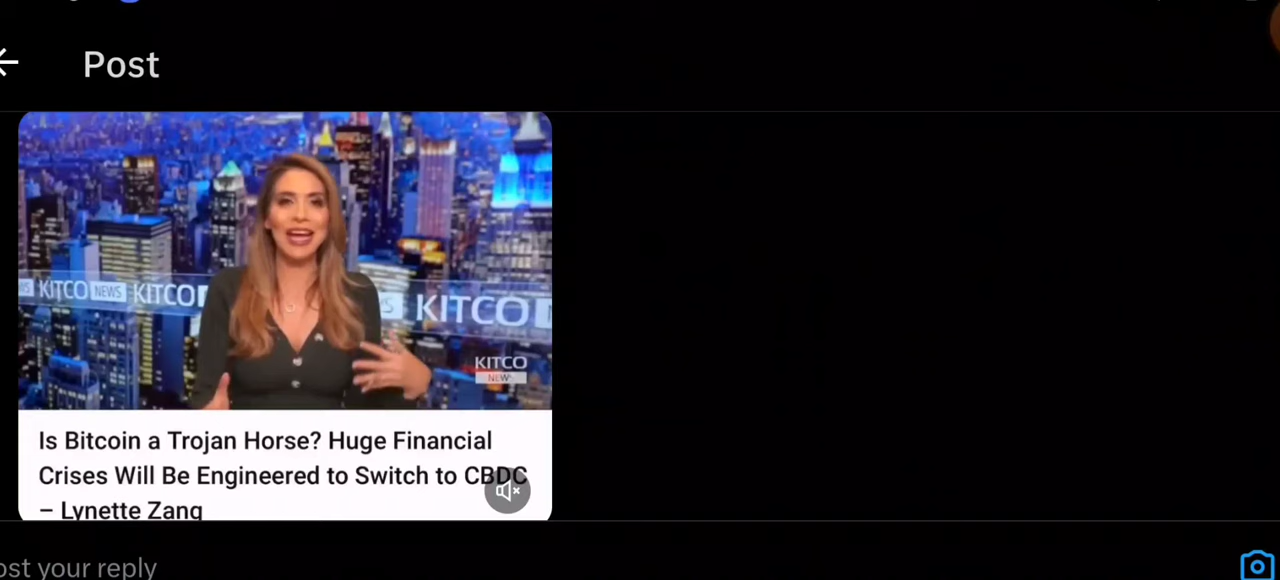 Post
KITCO NEWS KITCO
KITCO
KITCO
NEWS
Is Bitcoin a Trojan Horse? Huge Financial
Crises Will Be Engineered to Switch to CBDC
– Lynette Zang
ost your reply